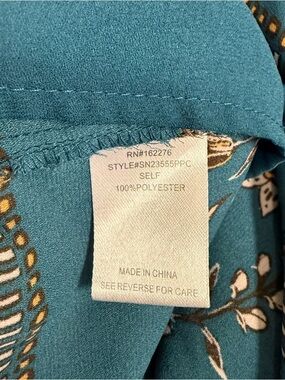 RN#162276
STYLE#SN23555PPC
SELF
100%POLYESTER
MADE IN CHINA
SEE REVERSE FOR CARE